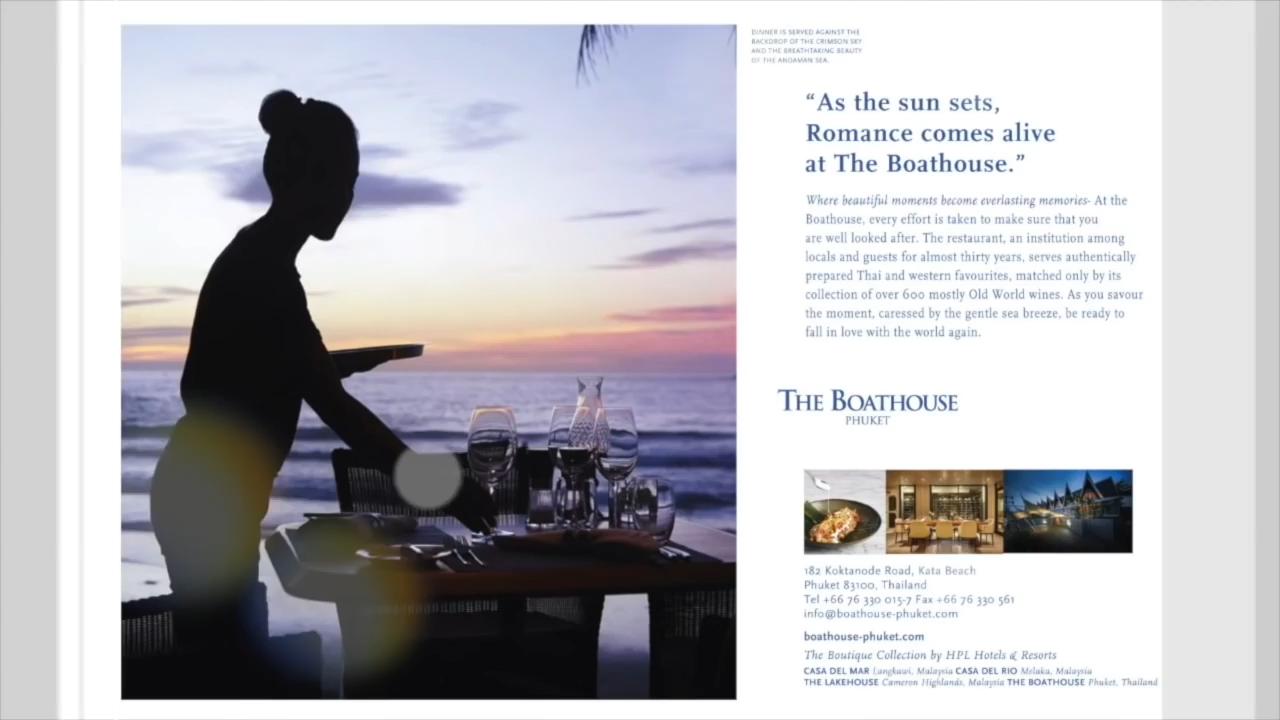 DINNER IS SERVED AGAINST THE
BACKDROP OF THE CRIMSON SKY
AND THE BREATHTAKING BEAUTY
OF THE ANDAMAN SEA.
“As the sun sets,
Romance comes alive
at The Boathouse.”
Where beautiful moments become everlasting memories- At the
Boathouse, every effort is taken to make sure that you
are well looked after. The restaurant, an institution among
locals and guests for almost thirty years, serves authentically
prepared Thai and western favourites, matched only by its
collection of over 600 mostly Old World wines. As you savour
the moment, caressed by the gentle sea breeze, be ready to
fall in love with the world again.
THE BOATHOUSE
PHUKET
182 Koktanode Road, Kata Beach
Phuket 83100, Thailand
Tel +66 76 330 015-7 Fax +66 76 330 561
info@boathouse-phuket.com
boathouse-phuket.com
The Boutique Collection by HPL Hotels & Resorts
CASA DEL MAR Langkawi, Malaysia CASA DEL RIO Melaka, Malaysia
THE LAKEHOUSE Cameron Highlands, Malaysia THE BOATHOUSE Phuket, Thailand